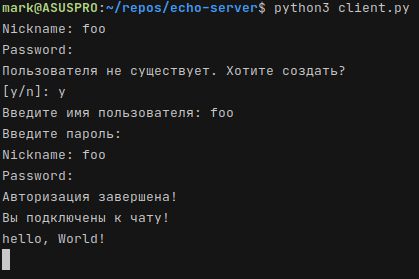 mark@ASUSPRO:~/repos/echo-server$ python3 client.py
Nickname: foo
Password:
Пользователя не существует. Хотите создать?
[y/n]: y
Введите имя пользователя: foo
Введите пароль:
Nickname: foo
Password:
Авторизация завершена!
Вы подключены к чату!
hello, World!